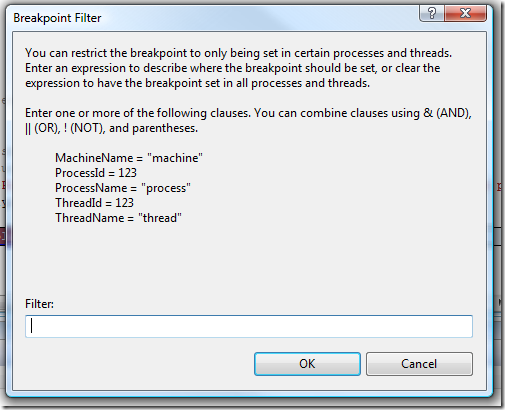 Breakpoint Filter
You can restrict the breakpoint to only being set in certain processes and threads.
Enter an expression to describe where the breakpoint should be set, or clear the
expression to have the breakpoint set in all processes and threads.
Enter one or more of the following clauses. You can combine clauses using & (AND),
|| (OR), ! (NOT), and parentheses.
MachineName = "machine"
ProcessId = 123
ProcessName = "process"
ThreadId = 123
ThreadName = "thread"
Filter:
OK
Cancel